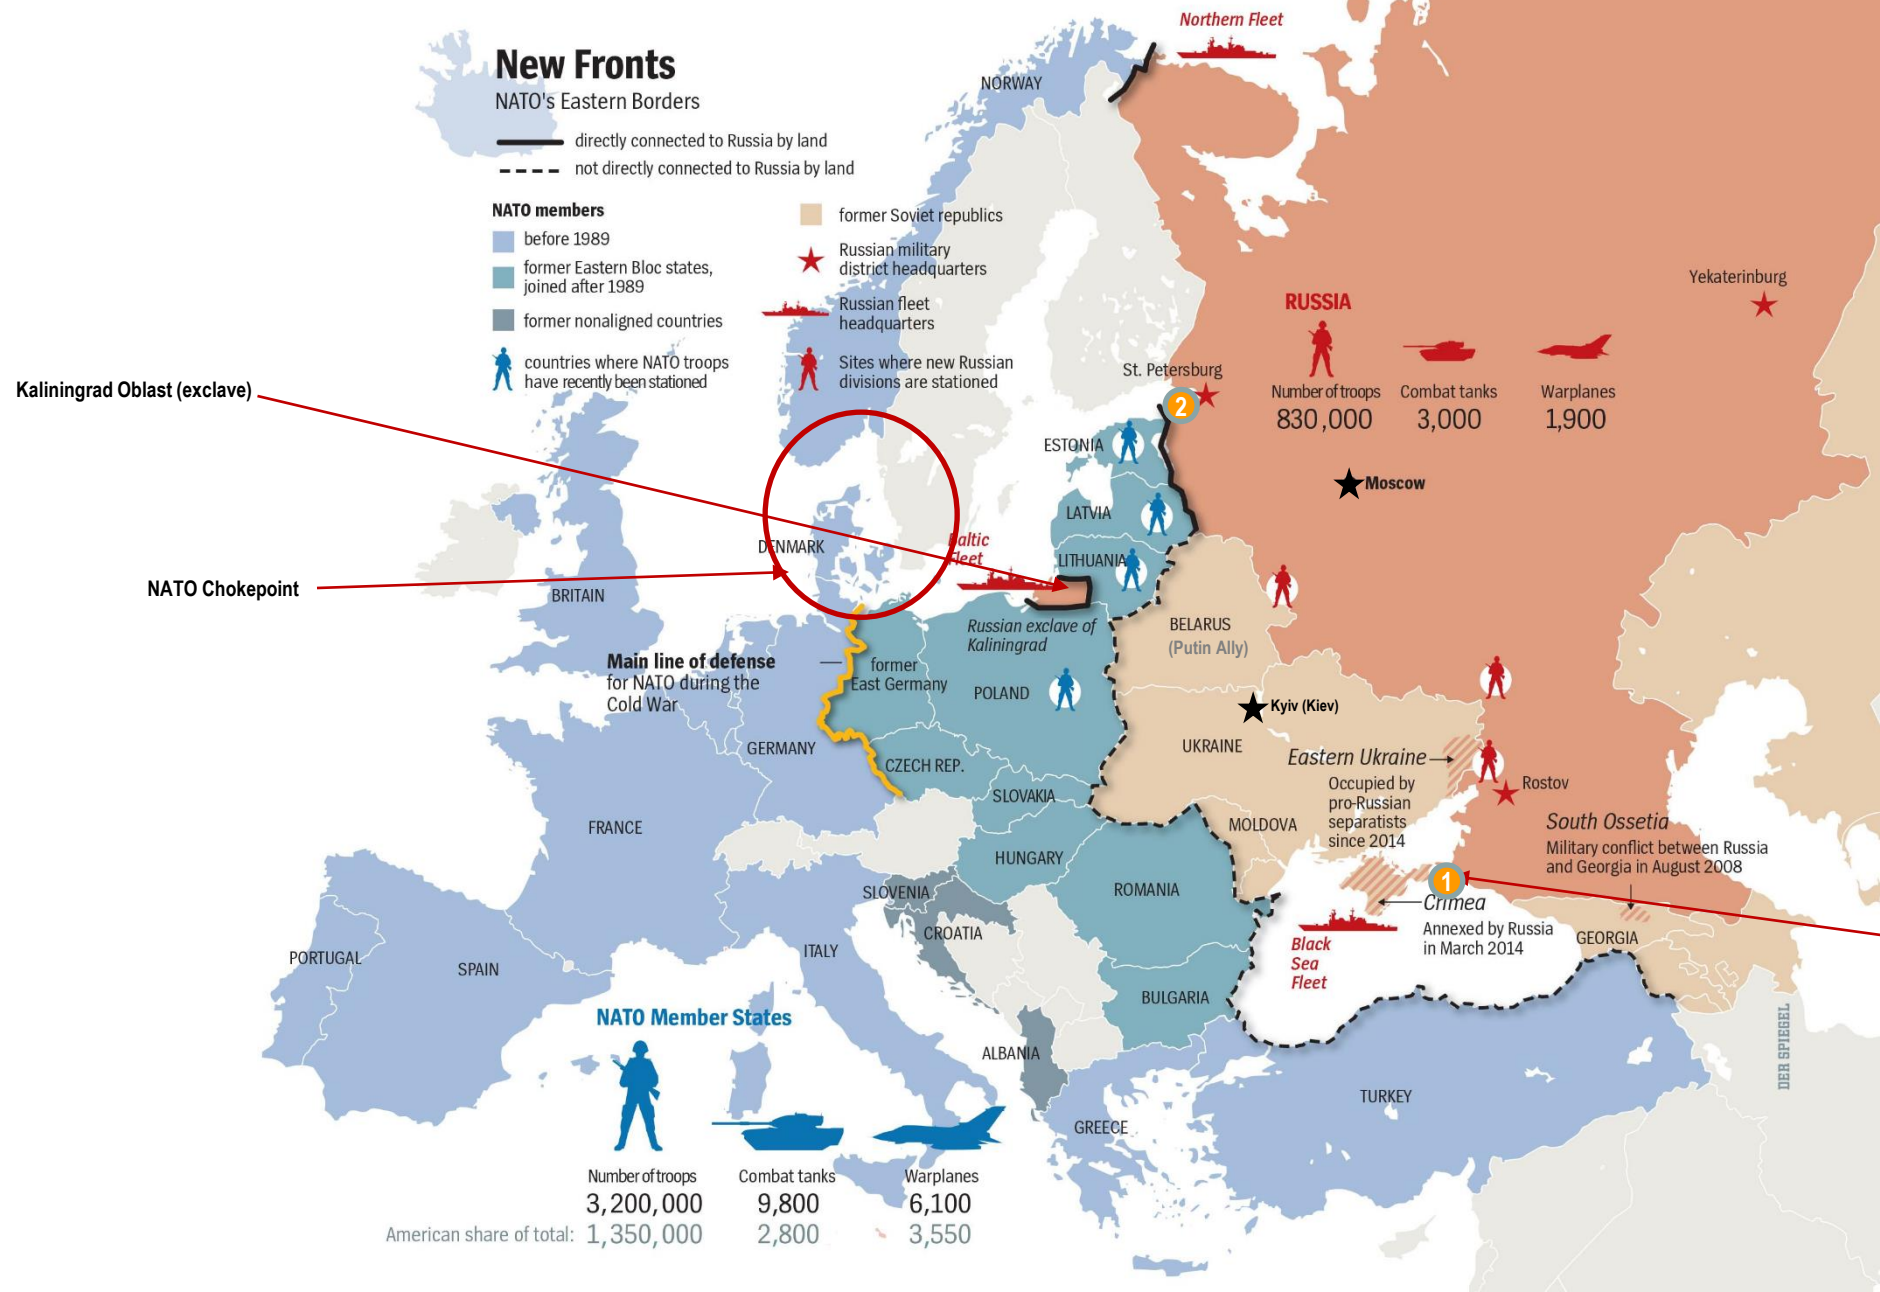 Northern Fleet
New Fronts
NATO's Eastern Borders
directly connected to Russia by land
not directly connected to Russia by land
NATO members
before 1989
former Eastern Bloc states,
joined after 1989
former nonaligned countries
countries where NATO troops
have recently been stationed
former Soviet republics
Russian military
district headquarters
Russian fleet
headquarters
Sites where new Russian
divisions are stationed
NORWAY
Yekaterinburg
RUSSIA
Number of troops
830,000
Combat tanks
3,000
Warplanes
1,900
St. Petersburg
2
Kaliningrad Oblast (exclave)
ESTONIA
Moscow
LATVIA
DENMARK
Baltic
Fleet
LITHUANIA
NATO Chokepoint
BRITAIN
Russian exclave of
Kaliningrad
BELARUS
(Putin Ally)
Main line of defense
for NATO during the
Cold War
former
East Germany
POLAND
Kyiv (Kiev)
GERMANY
UKRAINE
Eastern Ukraine
Occupied by
pro-Russian
separatists
since 2014
CZECH REP.
SLOVAKIA
Rostov
FRANCE
MOLDOVA
South Ossetia
Military conflict between Russia
and Georgia in August 2008
HUNGARY
SLOVENIA
ROMANIA
1
Crimea
Annexed by Russia
in March 2014
CROATIA
Black
Sea
Fleet
GEORGIA
PORTUGAL
SPAIN
ITALY
BULGARIA
NATO Member States
ALBANIA
DER SPIEGEL
TURKEY
GREECE
Number of troops
3,200,000
Combat tanks
9,800
Warplanes
6,100
American share of total: 1,350,000 2,800 3,550